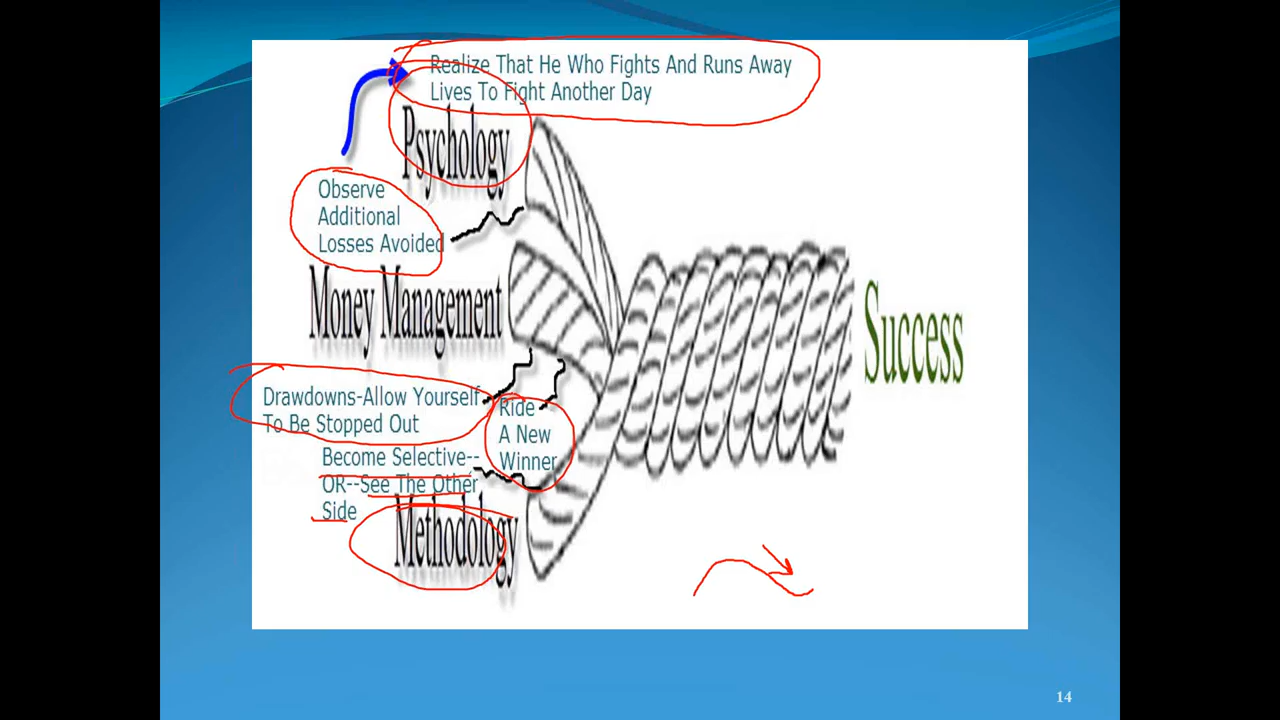 Realize That He Who Fights And Runs Away
Lives To Fight Another Day
Psychology
Observe
Additional
Losses Avoided
Money Management
Success
Drawdowns-Allow Yourself
To Be Stopped Out
Ride
A New
Winner
Become Selective--
OR--See The Other
Side
Methodology
14